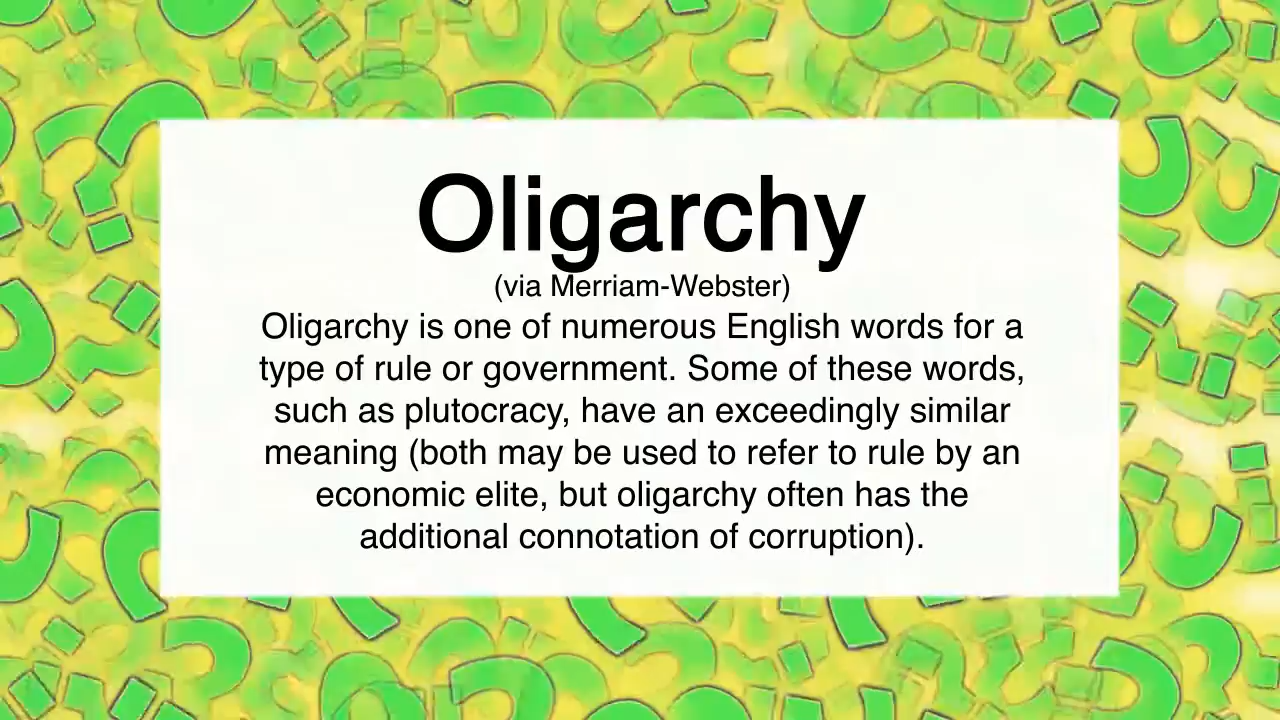 Oligarchy
(via Merriam-Webster)
Oligarchy is one of numerous English words for a
type of rule or government. Some of these words,
such as plutocracy, have an exceedingly similar
meaning (both may be used to refer to rule by an
economic elite, but oligarchy often has the
additional connotation of corruption).